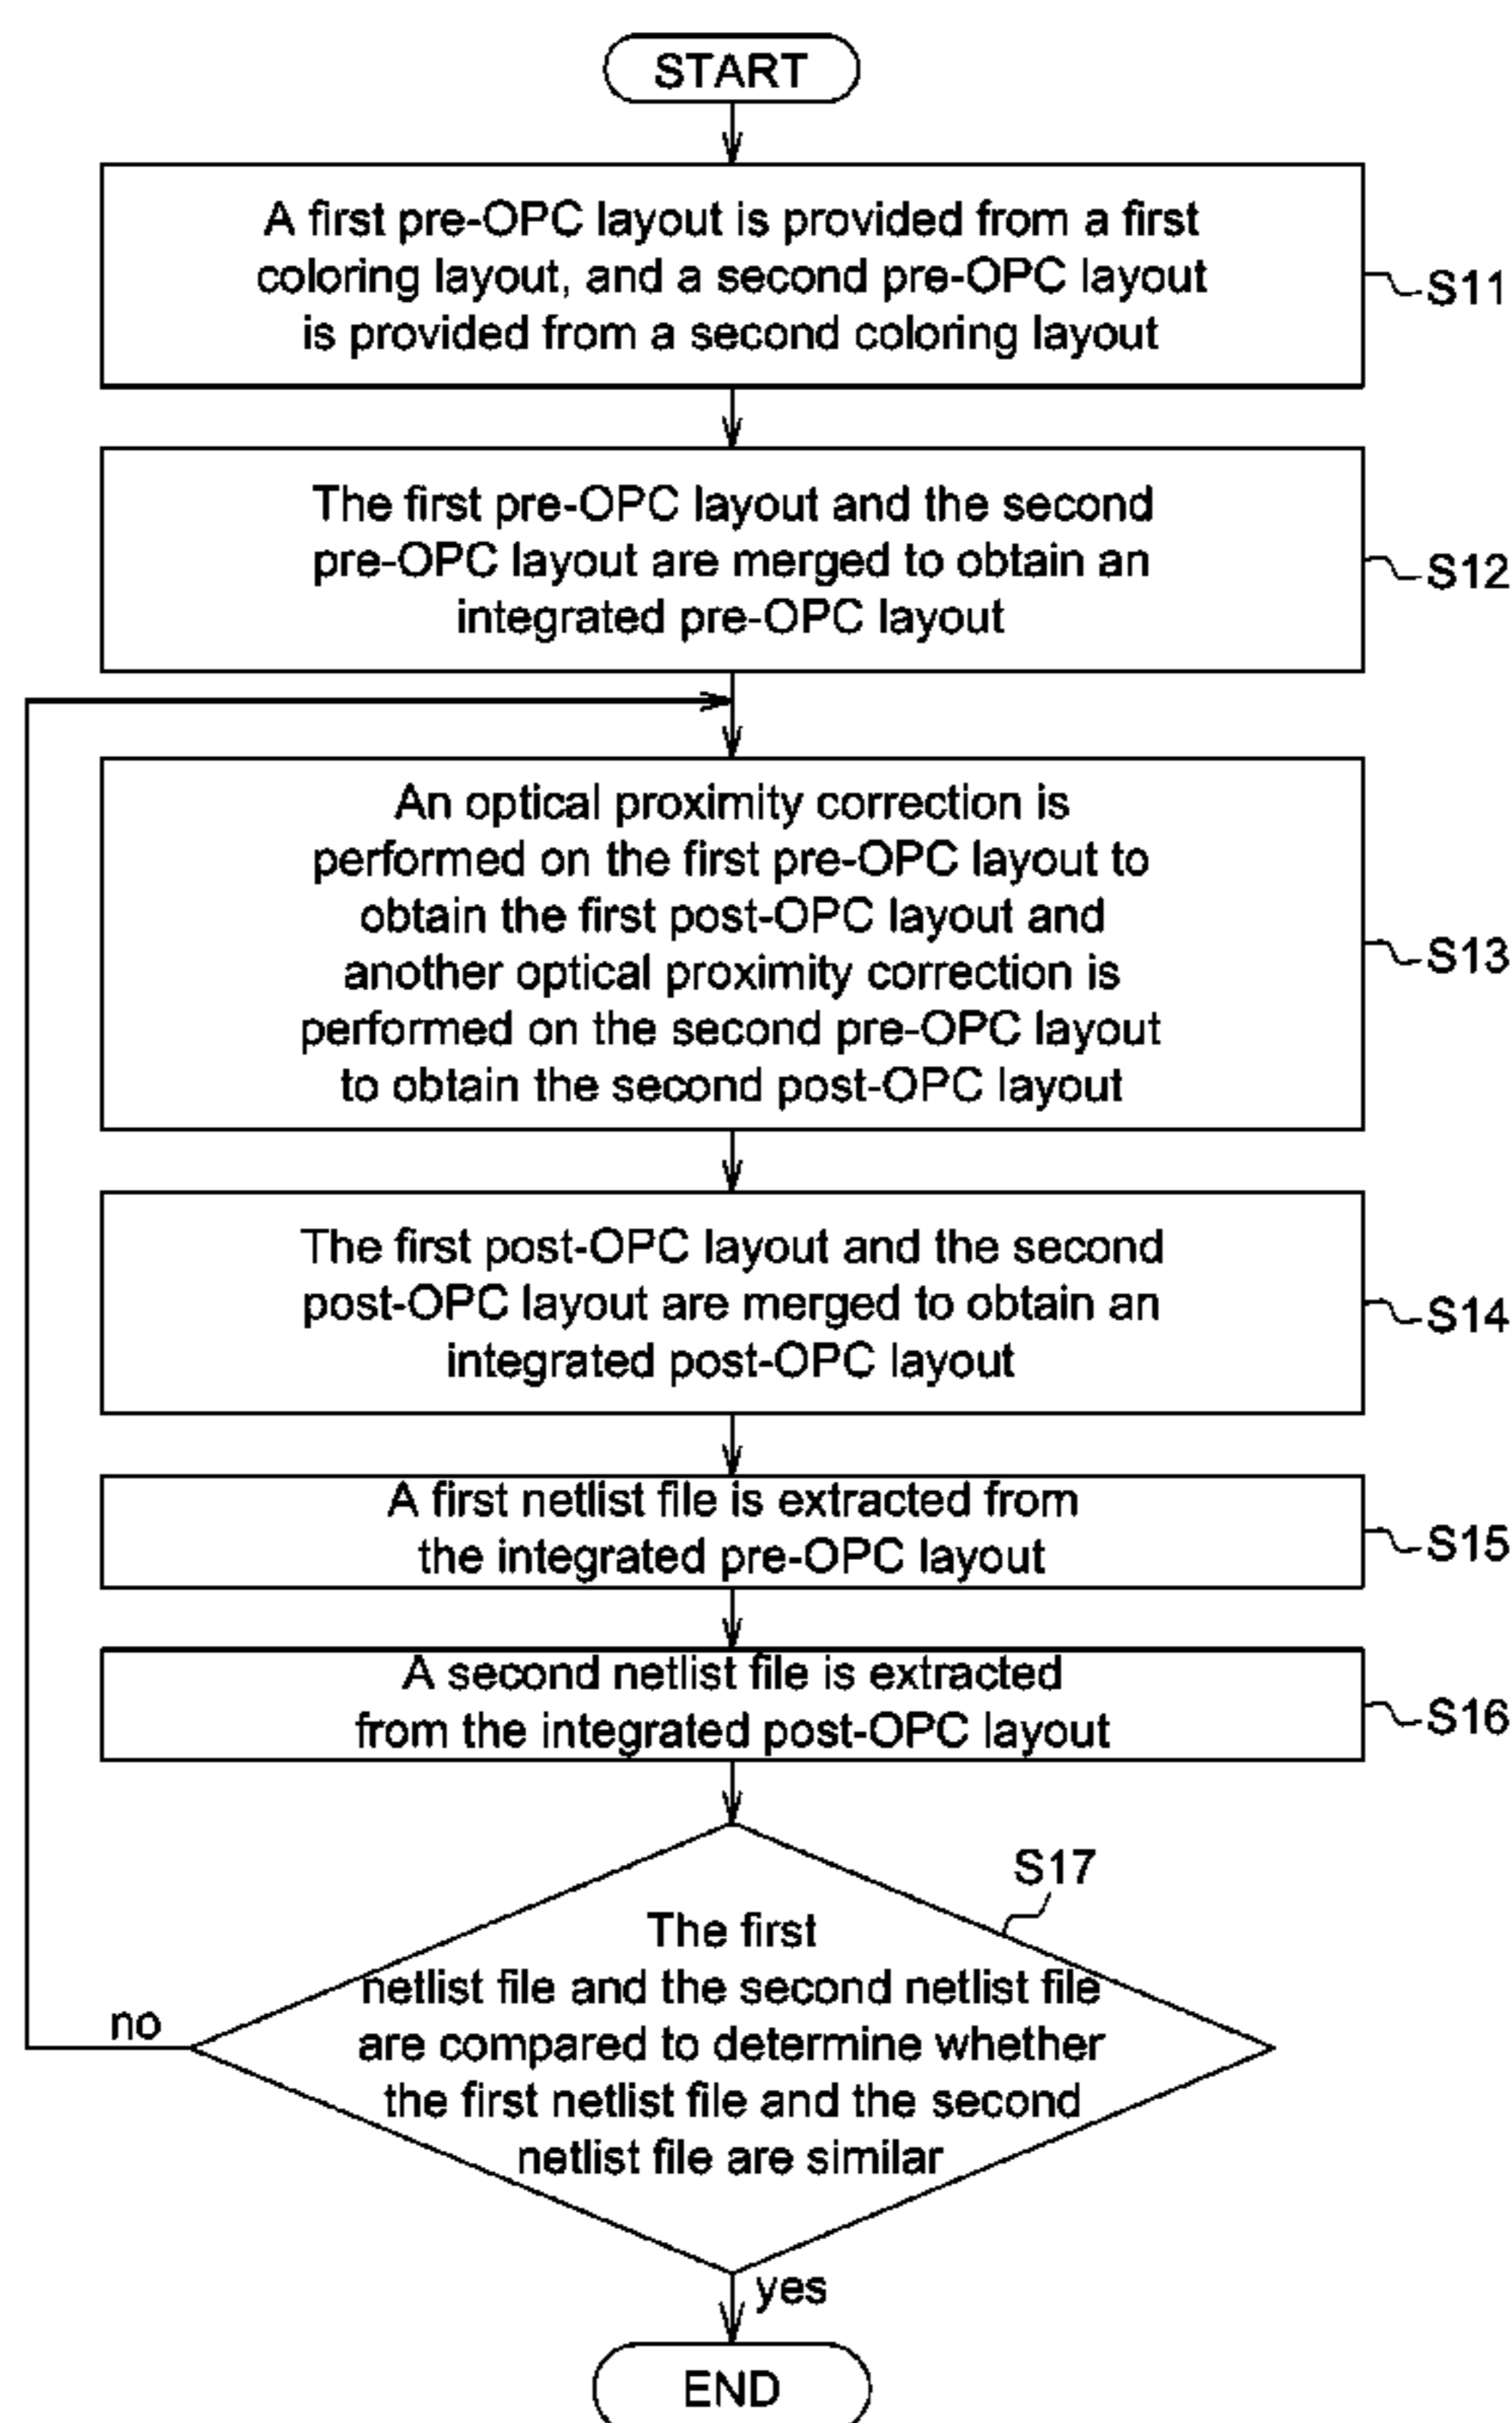 START
A first pre-OPC layout is provided from a first
coloring layout, and a second pre-OPC layout
is provided from a second coloring layout
S11
The first pre-OPC layout and the second
pre-OPC layout are merged to obtain an
integrated pre-OPC layout
S12
An optical proximity correction is
performed on the first pre-OPC layout to
obtain the first post-OPC layout and
another optical proximity correction is
performed on the second pre-OPC layout
to obtain the second post-OPC layout
S13
The first post-OPC layout and the second
post-OPC layout are merged to obtain an
integrated post-OPC layout
S14
A first netlist file is extracted from
the integrated pre-OPC layout
S15
A second netlist file is extracted
from the integrated post-OPC layout
S16
S17
The first
netlist file and the second netlist file
are compared to determine whether
the first netlist file and the second
netlist file are similar
no
yes
END